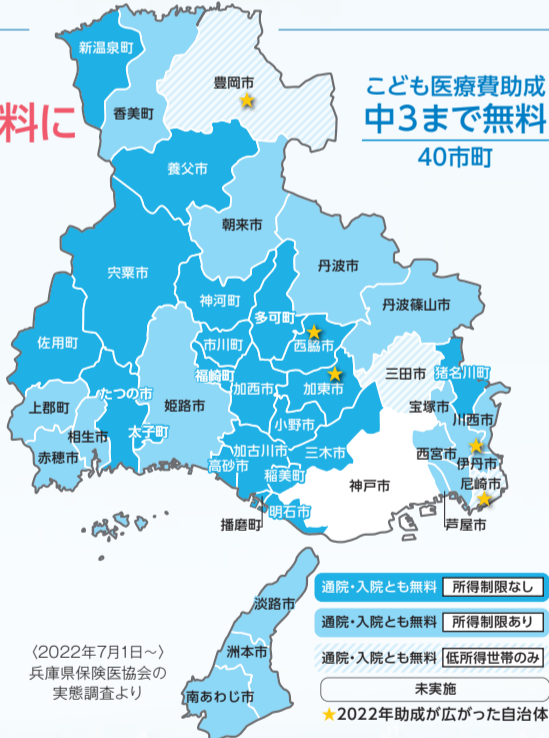 料に
こども医療費助成
中3まで無料
40市町
新温泉町
香美町
豊岡市
養父市
朝来市
宍粟市
丹波市
神河町
多可町
丹波篠山市
佐用町
市川町
西脇市
福崎町
加西市
加東市
三田市
猪名川町
上郡町
たつの市
姫路市
宝塚市
川西市
相生市
太子町
小野市
赤穂市
加古川市
三木市
西宮市
伊丹市
高砂市
稲美町
神戸市
尼崎市
明石市
播磨町
芦屋市
淡路市
洲本市
南あわじ市
通院・入院とも無料 所得制限なし
通院・入院とも無料 所得制限あり
通院・入院とも無料 低所得世帯のみ
未実施
★2022年助成が広がった自治体
〈2022年7月1日〜〉
兵庫県保険医協会の
実態調査より